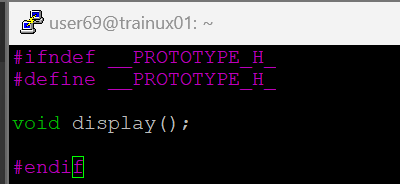 user69@trainux01: ~
#ifndef __PROTOTYPE_H_
#define __PROTOTYPE_H_
void display();
#endif